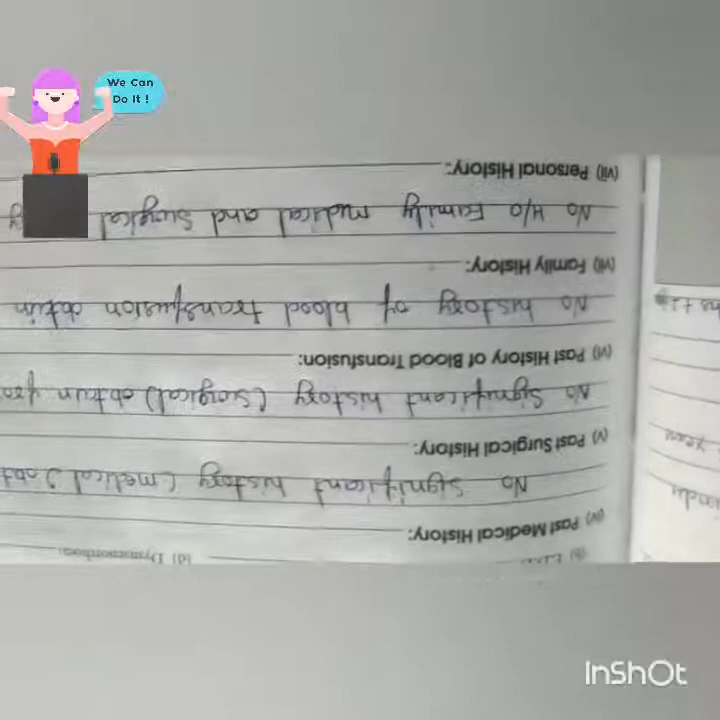 We Can
Do It !
(d) Dysmenorrhoea:
(iv) Past Medical History:
No significant history (medical)
(v) Past Surgical History:
No Significant history (Surgical) obtain
(vi) Past History of Blood Transfusion:
No history of blood transfusion obtain
(vii) Family History:
No H/o Family medical and Surgical
(viii) Personal History:
InShOt